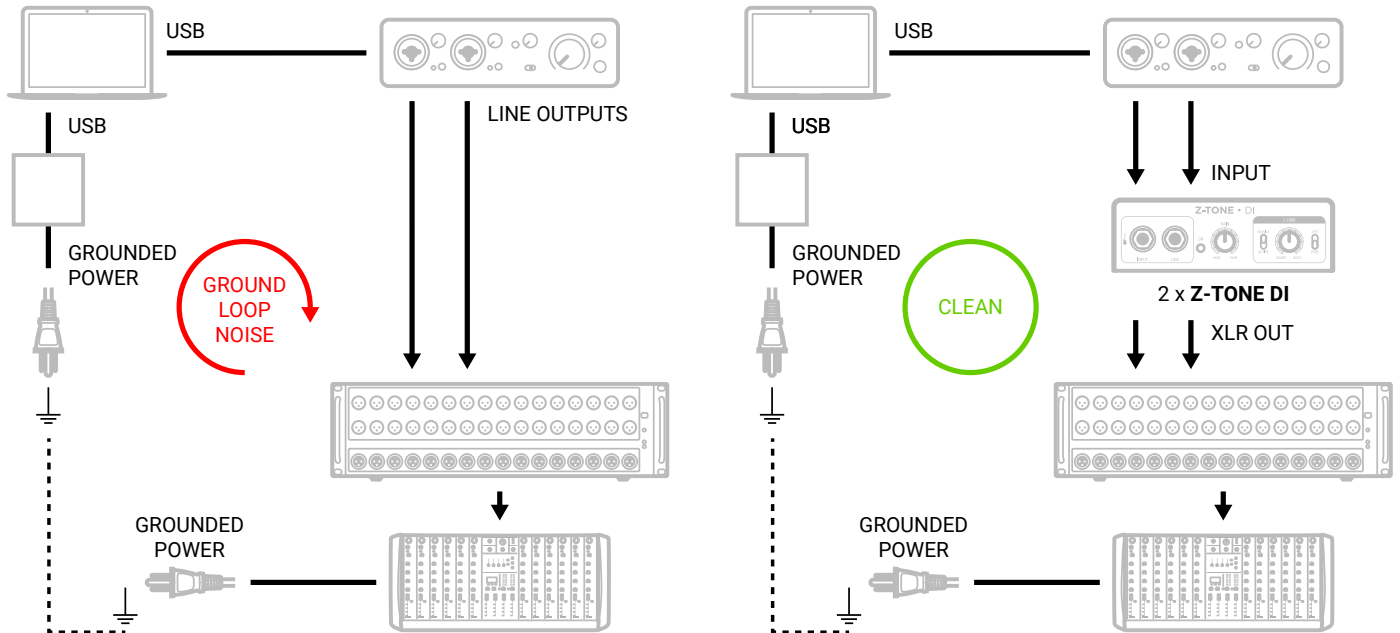 USB
LINE OUTPUTS
USB
GROUNDED
POWER
GROUND
LOOP
NOISE
GROUNDED
POWER
USB
USB
INPUT
Z-TONE • DI
GROUNDED
POWER
CLEAN
2 x Z-TONE DI
XLR OUT
GROUNDED
POWER